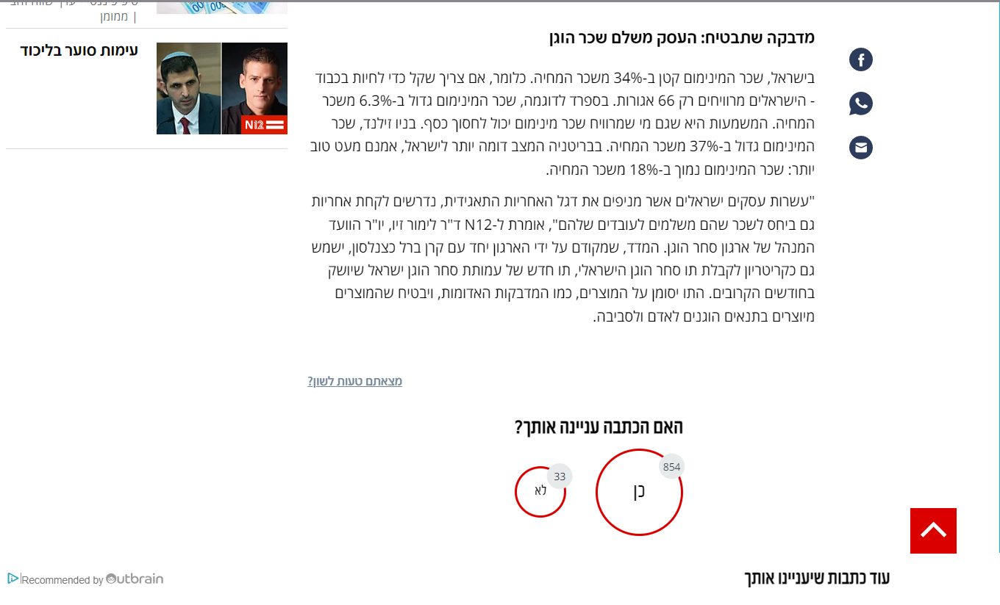 מדבקה שתבטיח: העסק משלם שכר הוגן
בישראל, שכר המינימום קטן ב-34% משכר המחיה. כלומר, אם צריך שקל כדי לחיות בכבוד
- הישראלים מרוויחים רק 66 אגורות. בספרד לדוגמה, שכר המינימום גדול ב-6.3% משכר
המחיה. המשמעות היא שגם מי שמרוויח שכר מינימום יכול לחסוך כסף. בניו זילנד, שכר
המינימום גדול ב-37% משכר המחיה. בבריטניה המצב דומה יותר לישראל, אמנם מעט טוב
יותר: שכר המינימום נמוך ב-18% משכר המחיה.
"עשרות עסקים ישראלים אשר מניפים את דגל האחריות התאגידית, נדרשים לקחת אחריות
גם ביחס לשכר שהם משלמים לעובדים שלהם", אומרת ל-N12 ד"ר לימור זיו, יו"ר הוועד
המנהל של ארגון סחר הוגן. המדד, שמקודם על ידי הארגון יחד עם קרן ברל כצנלסון, ישמש
גם כקריטריון לקבלת תו סחר הוגן הישראלי, תו חדש של עמותת סחר הוגן ישראל שיושק
בחודשים הקרובים. התו יסומן על המוצרים, כמו המדבקות האדומות, ויבטיח שהמוצרים
מיוצרים בתנאים הוגנים לאדם ולסביבה.
מצאתם טעות לשון?
האם הכתבה עניינה אותך?
כן
854
לא
33
| ממומן
עימות סוער בליכוד
N12
עוד כתבות שיעניינו אותך
Recommended by Outbrain